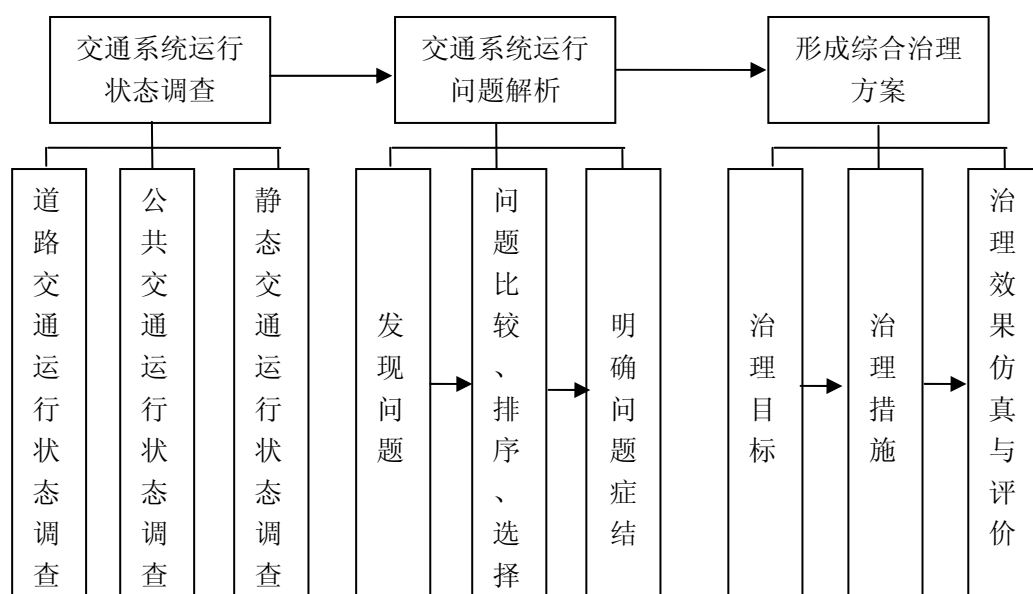 交通系统运行
状态调查
交通系统运行
问题解析
形成综合治理
方案
道路交通运行状态调查
公共交通运行状态调查
静态交通运行状态调查
发现问题
问题比较、排序、选择
明确问题症结
治理目标
治理措施
治理效果仿真与评价